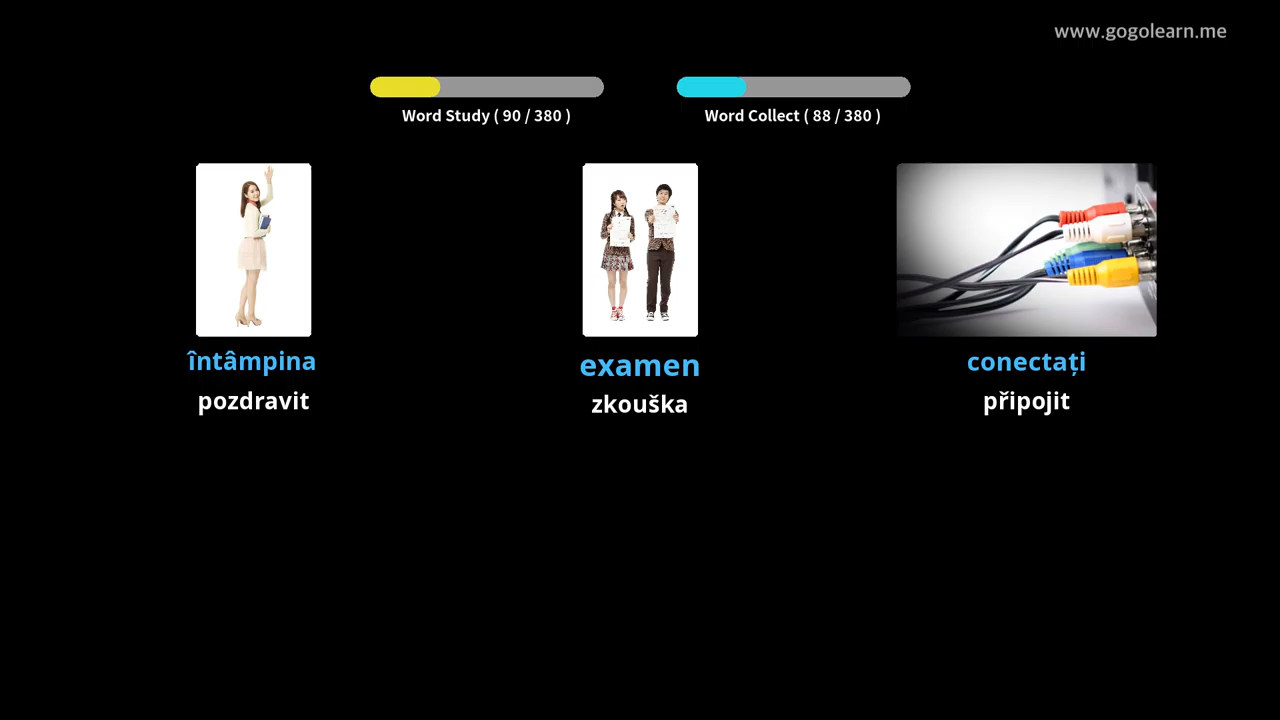 www.gogolearn.me
Word Study ( 90 / 380 )
Word Collect ( 88 / 380 )
întâmpina
examen
conectați
pozdravit
zkouška
připojit